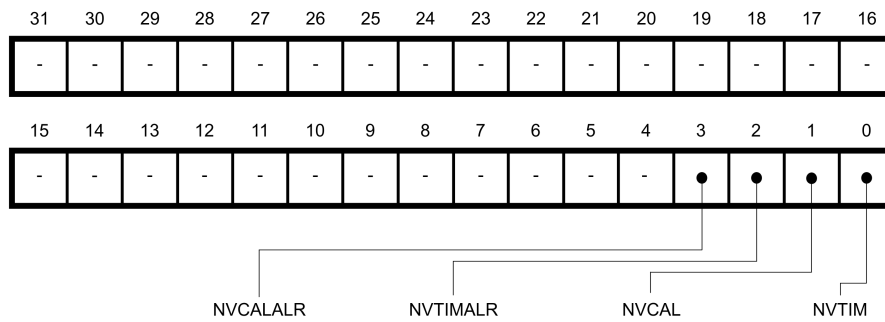 31 30 29 28 27 26 25 24 23 22 21 20 19 18 17 16
- - - - - - - - - - - - - - - -
15 14 13 12 11 10 9 8 7 6 5 4 3 2 1 0
- - - - - - - - - - - -
NVCALALR NVTIMALR NVCAL NVTIM